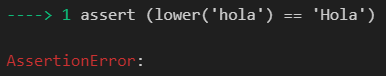 ----> 1 assert (lower('hola') == 'Hola')
AssertionError: